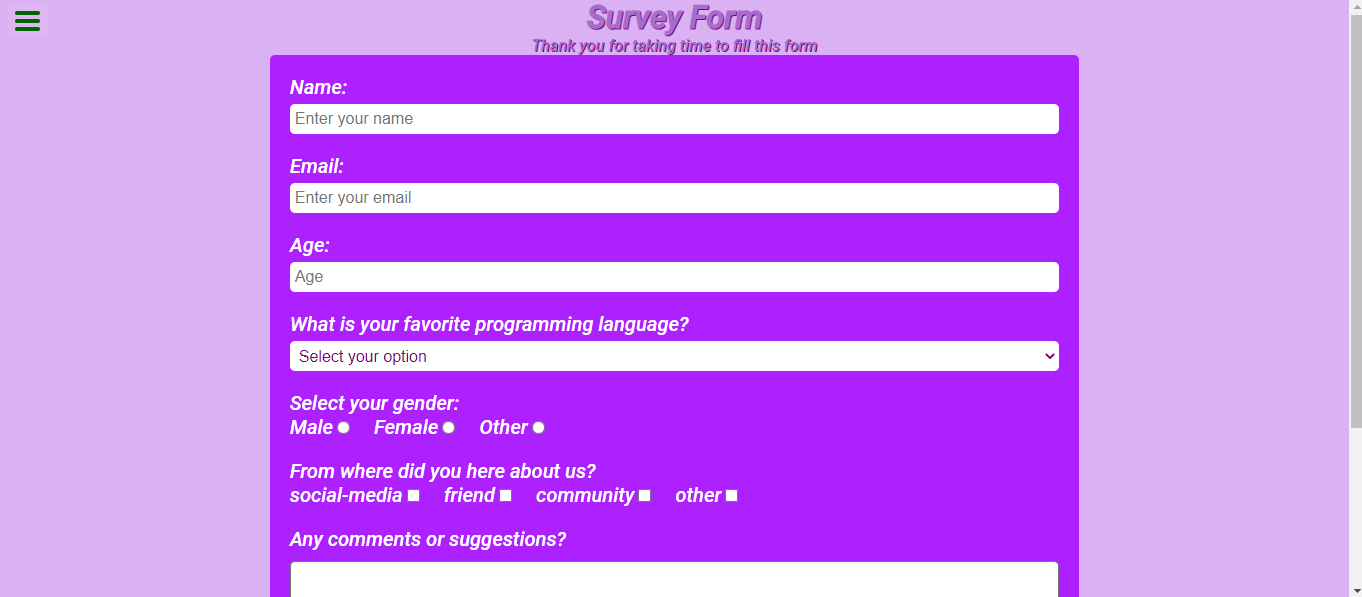 Survey Form
Thank you for taking time to fill this form
Name:
Enter your name
Email:
Enter your email
Age:
Age
What is your favorite programming language?
Select your option
Select your gender:
Male Female Other
From where did you here about us?
social-media friend community other
Any comments or suggestions?